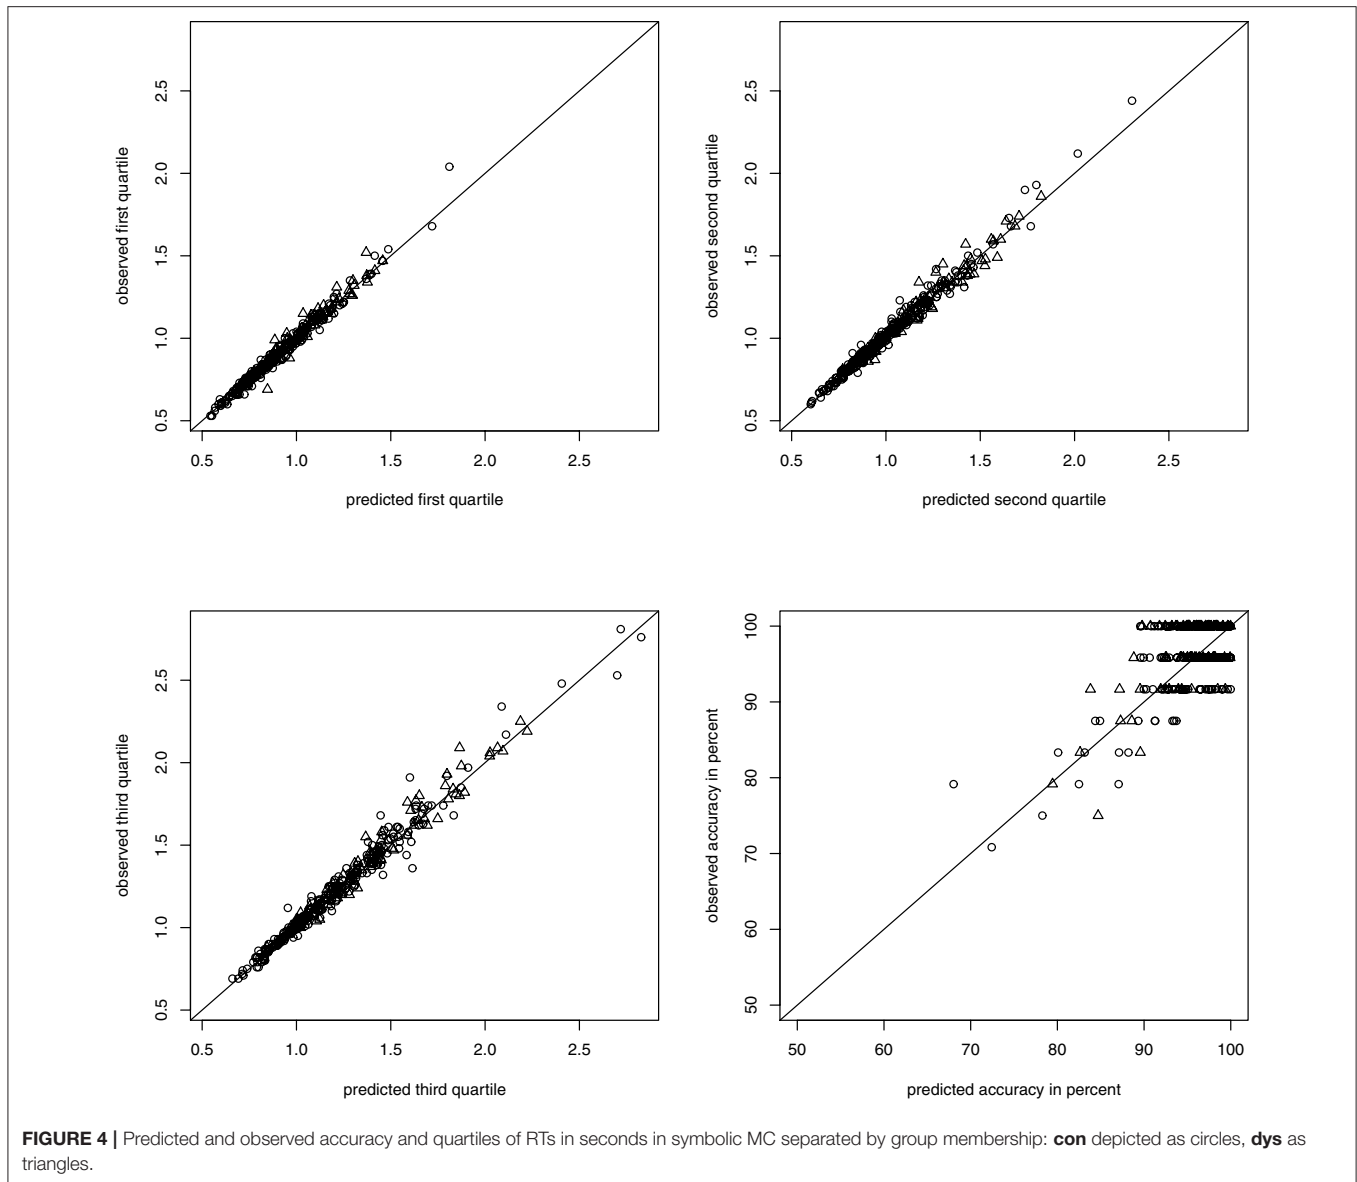 observed first quartile
2.5
2.0
1.5
1.0
0.5
0.5 1.0 1.5 2.0 2.5
predicted first quartile
observed second quartile
2.5
2.0
1.5
1.0
0.5
0.5 1.0 1.5 2.0 2.5
predicted second quartile
observed third quartile
2.5
2.0
1.5
1.0
0.5
0.5 1.0 1.5 2.0 2.5
predicted third quartile
observed accuracy in percent
100
90
80
70
60
50
50 60 70 80 90 100
predicted accuracy in percent
FIGURE 4 | Predicted and observed accuracy and quartiles of RTs in seconds in symbolic MC separated by group membership: con depicted as circles, dys as
triangles.